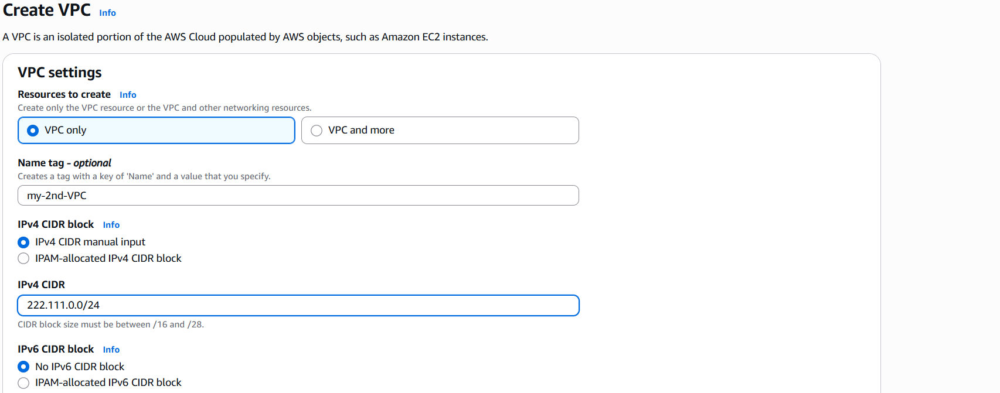 Create VPC Info
A VPC is an isolated portion of the AWS Cloud populated by AWS objects, such as Amazon EC2 instances.
VPC settings
Resources to create Info
Create only the VPC resource or the VPC and other networking resources.
VPC only VPC and more
Name tag - optional
Creates a tag with a key of 'Name' and a value that you specify.
my-2nd-VPC
IPv4 CIDR block Info
IPv4 CIDR manual input
IPAM-allocated IPv4 CIDR block
IPv4 CIDR
222.111.0.0/24
CIDR block size must be between /16 and /28.
IPv6 CIDR block Info
No IPv6 CIDR block
IPAM-allocated IPv6 CIDR block